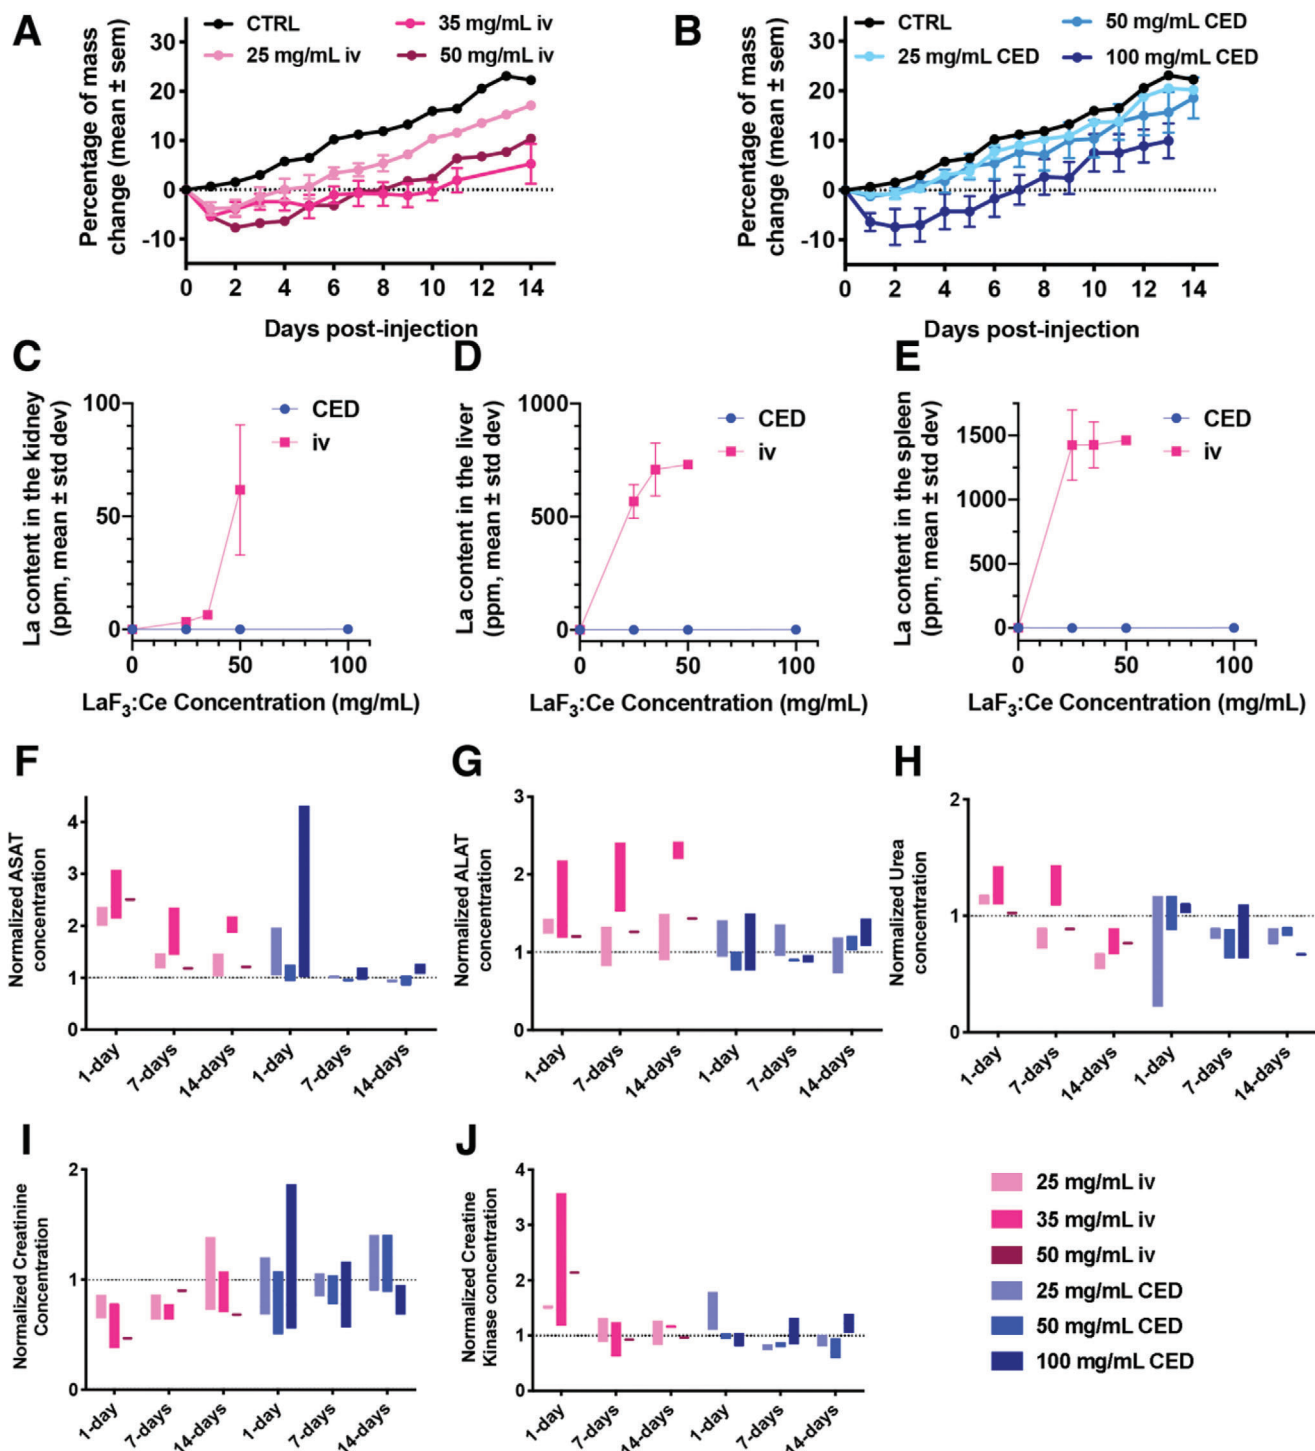 A
CTRL
35 mg/mL iv
25 mg/mL iv
50 mg/mL iv
Percentage of mass
change (mean ± sem)
30
20
10
0
-10
0 2 4 6 8 10 12 14
Days post-injection
B
CTRL
50 mg/mL CED
25 mg/mL CED
100 mg/mL CED
Percentage of mass
change (mean ± sem)
30
20
10
0
-10
0 2 4 6 8 10 12 14
Days post-injection
C
CED
iv
La content in the kidney
(ppm, mean ± std dev)
100
50
0
0 50 100
LaF₃:Ce Concentration (mg/mL)
D
CED
iv
La content in the liver
(ppm, mean ± std dev)
1000
500
0
0 50 100
LaF₃:Ce Concentration (mg/mL)
E
CED
iv
La content in the spleen
(ppm, mean ± std dev)
1500
1000
500
0
0 50 100
LaF₃:Ce Concentration (mg/mL)
F
Normalized ASAT
concentration
4
3
2
1
0
1-day 7-days 14-days 1-day 7-days 14-days
G
Normalized ALAT
concentration
3
2
1
0
1-day 7-days 14-days 1-day 7-days 14-days
H
Normalized Urea
concentration
2
1
0
1-day 7-days 14-days 1-day 7-days 14-days
I
Normalized Creatinine
Concentration
2
1
0
1-day 7-days 14-days 1-day 7-days 14-days
J
Normalized Creatine
Kinase concentration
4
3
2
1
0
1-day 7-days 14-days 1-day 7-days 14-days
25 mg/mL iv
35 mg/mL iv
50 mg/mL iv
25 mg/mL CED
50 mg/mL CED
100 mg/mL CED